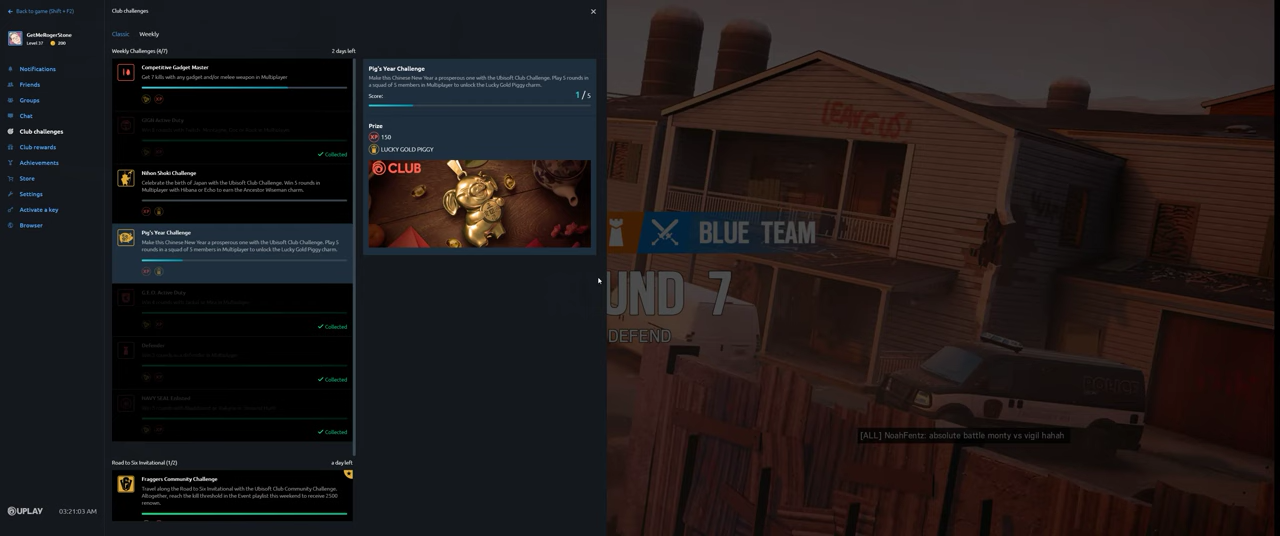 Back to game (Shift + F2)
GetMeRogerStone
Level 37 200
Notifications
Friends
Groups
Chat
Club challenges
Club rewards
Achievements
Store
Settings
Activate a key
Browser
UPLAY 03:21:03 AM
Club challenges
Classic Weekly
Weekly Challenges (4/7) 2 days left
Competitive Gadget Master
Get 7 kills with any gadget and/or melee weapon in Multiplayer
Collected
Nihon Shoki Challenge
Celebrate the birth of Japan with the Ubisoft Club Challenge. Win 5 rounds in
Multiplayer with Hibana or Echo to earn the Ancestor Wiseman charm.
Pig's Year Challenge
Make this Chinese New Year a prosperous one with the Ubisoft Club Challenge. Play 5
rounds in a squad of 5 members in Multiplayer to unlock the Lucky Gold Piggy charm.
Collected
Defender
Collected
Collected
Road to Six Invitational (1/2) a day left
Fraggers Community Challenge
Travel along the Road to Six Invitational with the Ubisoft Club Community Challenge.
Altogether, reach the kill threshold in the Event playlist this weekend to receive 2500
renown.
Pig's Year Challenge
Make this Chinese New Year a prosperous one with the Ubisoft Club Challenge. Play 5 rounds
in a squad of 5 members in Multiplayer to unlock the Lucky Gold Piggy charm.
Score: 1 / 5
Prize
XP 150
LUCKY GOLD PIGGY
CLUB
LEAVE US
BLUE TEAM
UND 7
DEFEND
[ALL] NoahFentz: absolute battle monty vs vigil hahah